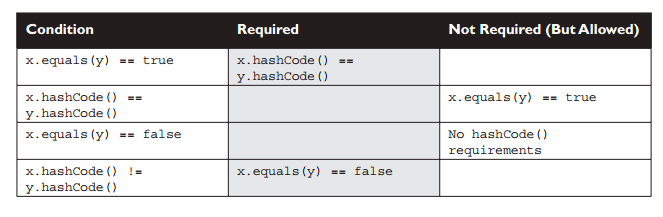 Condition Required Not Required (But Allowed)
x.equals(y) == true x.hashCode() ==
y.hashCode()
x.hashCode() == x.equals(y) == true
y.hashCode()
x.equals(y) == false No hashCode()
requirements
x.hashCode() != x.equals(y) == false
y.hashCode()